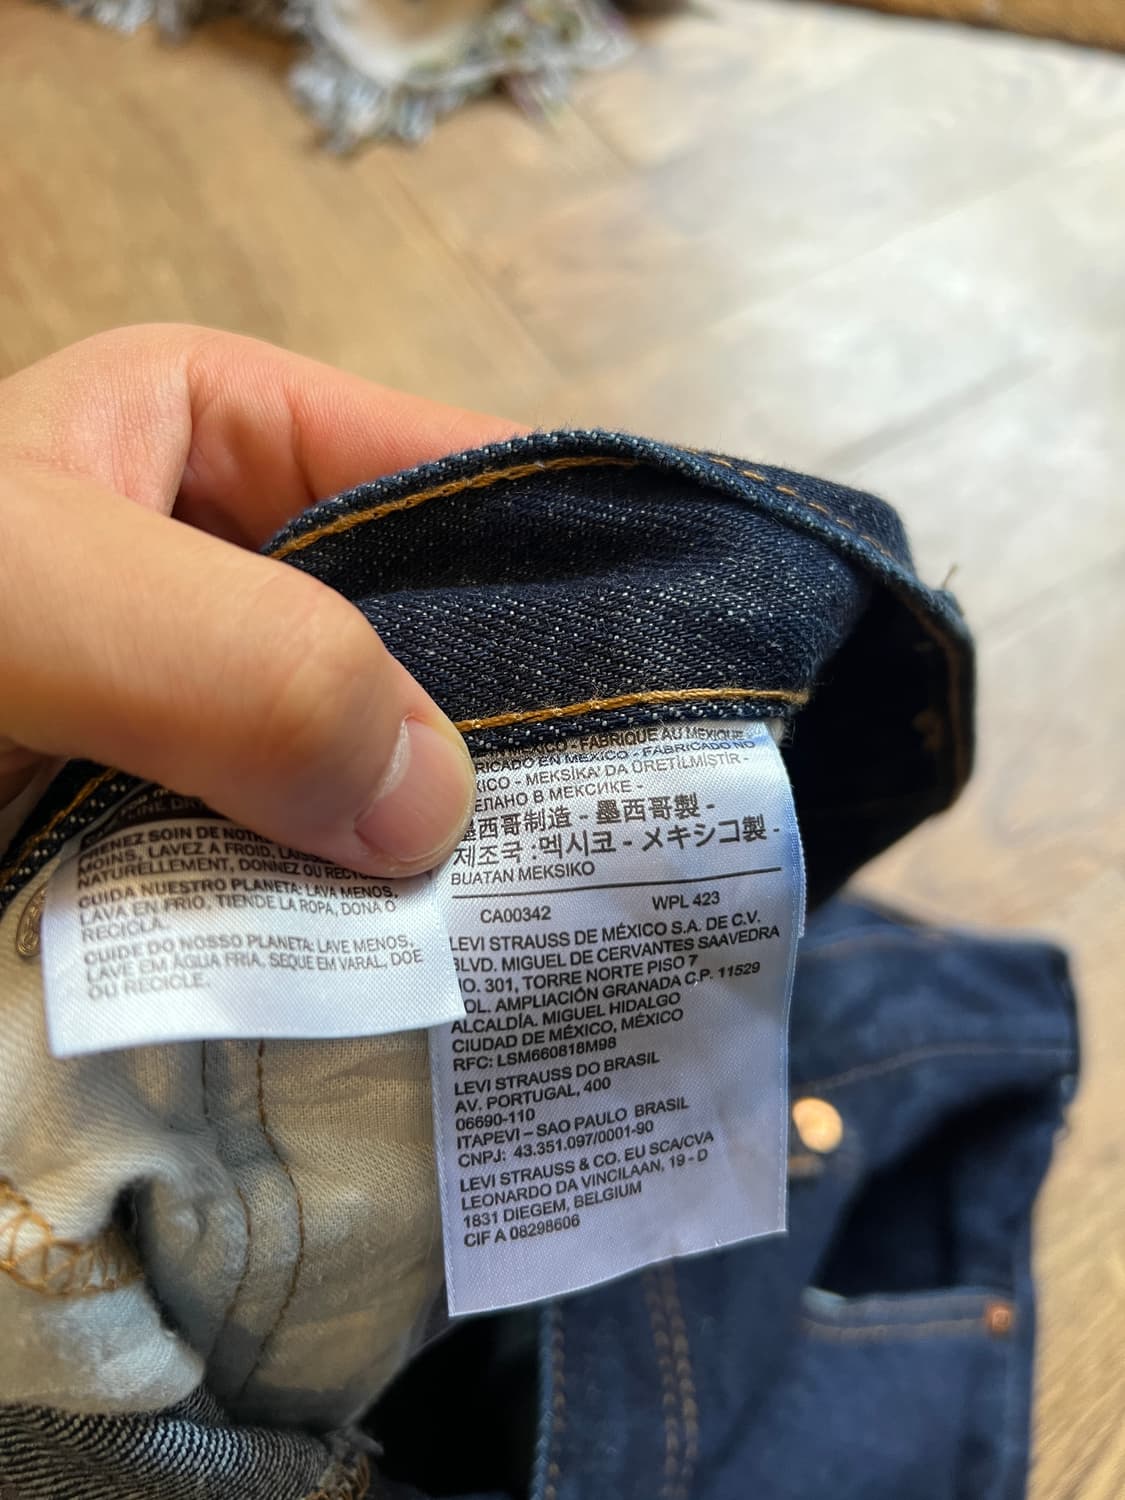 PRENEZ SOIN DE
MOINS, LAVEZ A FROID,
NATURELLEMENT, DONNEZ OU
CUIDA NUESTRO PLANETA: LAVA MENOS,
LAVA EN FRIO, TIENDE LA ROPA, DONA O
RECICLA.
CUIDE DO NOSSO PLANETA: LAVE MENOS,
LAVE EM ÁGUA FRIA, SEQUE EM VARAL, DOE
OU RECICLE.
MEXICO - FABRIQUE AU MEXIQUE -
RICADO EN MÉXICO - FABRICADO NO
XICO - MEKSİKA' DA ÜRETİLMİŞTİR -
ЕЛАНО В МЕКСИКЕ -
墨西哥制造 - 墨西哥製 -
제조국 :멕시코 - メキシコ製 -
BUATAN MEKSIKO
CA00342 WPL 423
LEVI STRAUSS DE MÉXICO S.A. DE C.V.
BLVD. MIGUEL DE CERVANTES SAAVEDRA
NO. 301, TORRE NORTE PISO 7
COL. AMPLIACIÓN GRANADA C.P. 11529
ALCALDÍA. MIGUEL HIDALGO
CIUDAD DE MÉXICO, MÉXICO
RFC: LSM660818M98
LEVI STRAUSS DO BRASIL
AV. PORTUGAL, 400
06690-110
ITAPEVI – SAO PAULO BRASIL
CNPJ: 43.351.097/0001-90
LEVI STRAUSS & CO. EU SCA/CVA
LEONARDO DA VINCILAAN, 19 - D
1831 DIEGEM, BELGIUM
CIF A 08298606